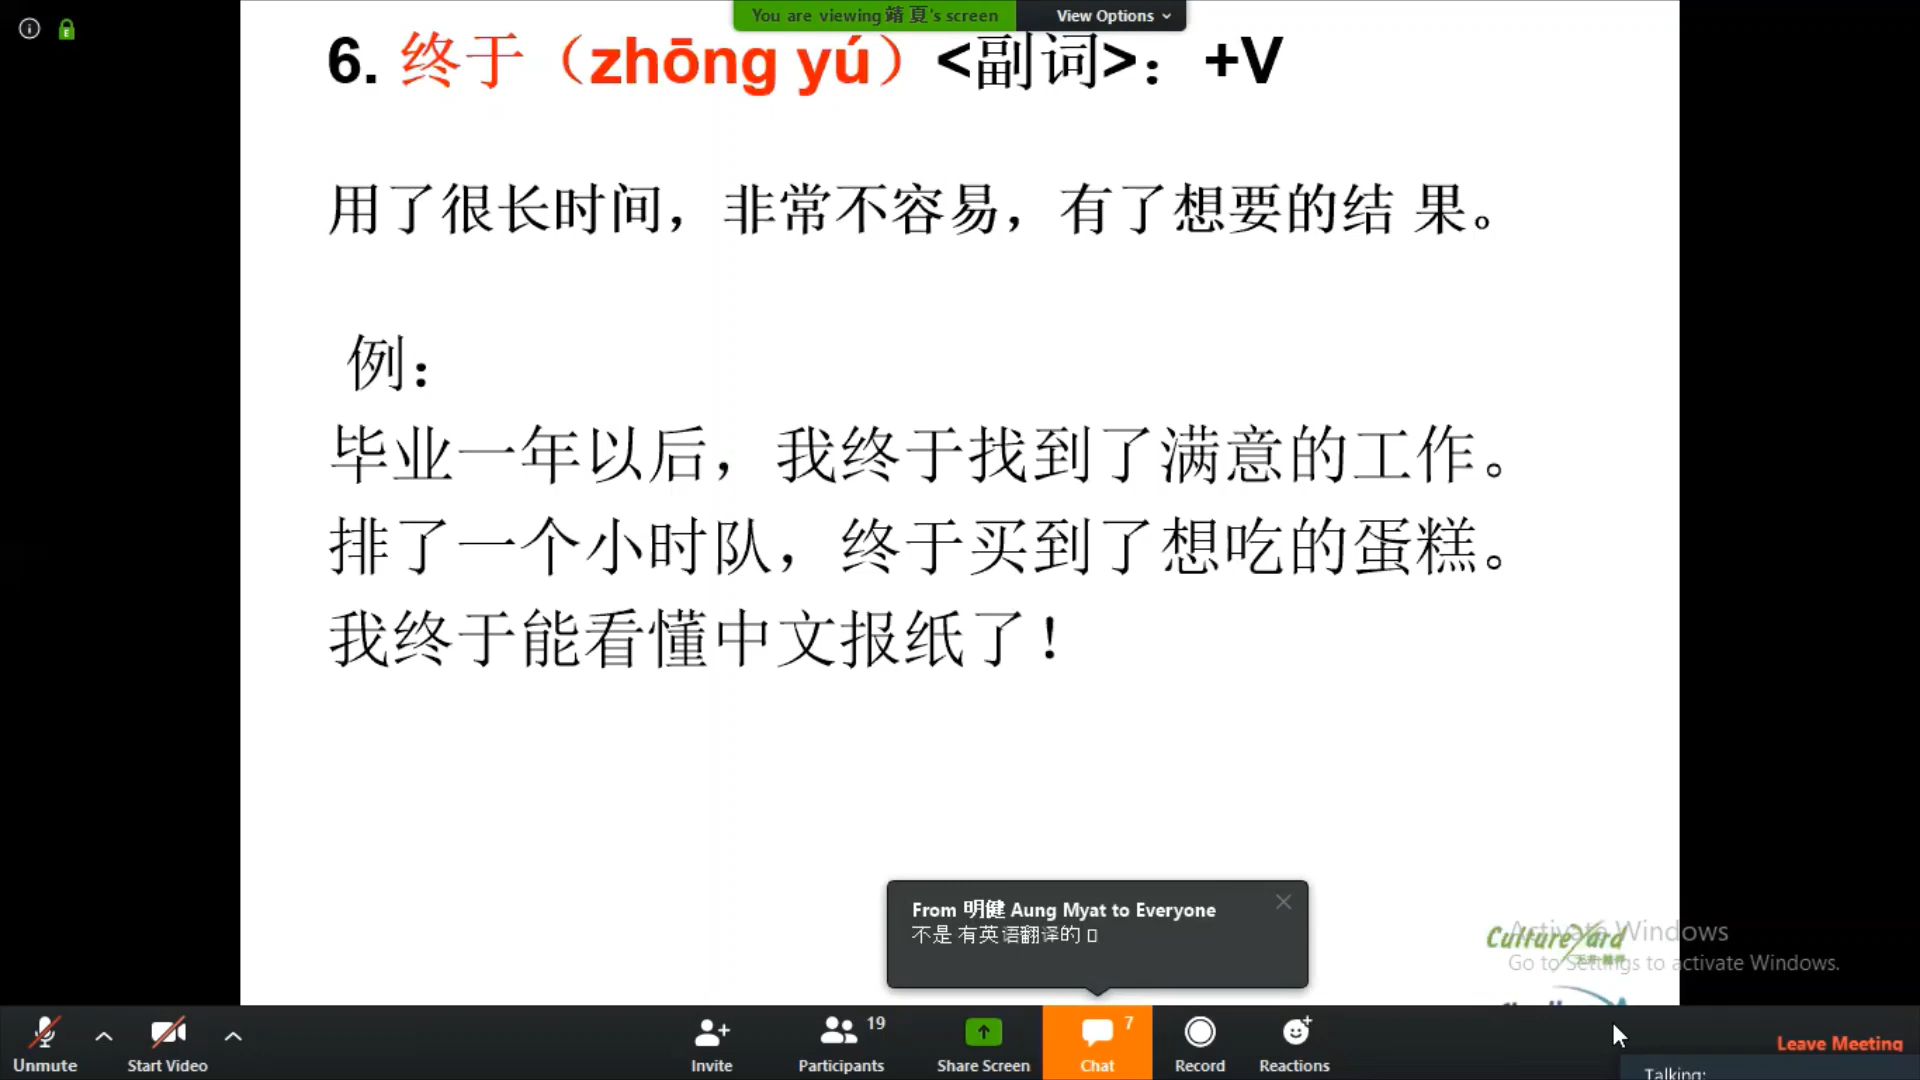 You are viewing 靖 夏's screen
View Options
6. 终于（zhōng yú）<副词>：+V
用了很长时间，非常不容易，有了想要的结 果。
例：
毕业一年以后，我终于找到了满意的工作。
排了一个小时队，终于买到了想吃的蛋糕。
我终于能看懂中文报纸了！
From 明健 Aung Myat to Everyone
不是 有英语翻译的
CultureYard
Activate Windows
Go to Settings to activate Windows.
Unmute
Start Video
Invite
19
Participants
Share Screen
7
Chat
Record
Reactions
Leave Meeting
Talking: